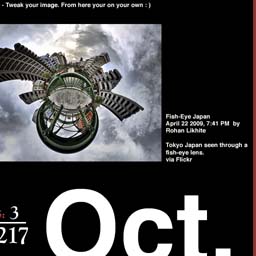 - Tweak your image. From here your on your own : )
Fish-Eye Japan
April 22 2009, 7:41 PM by
Rohan Likhite
Tokyo Japan seen through a
fish-eye lens.
via Flickr
: 3
217
Oct.